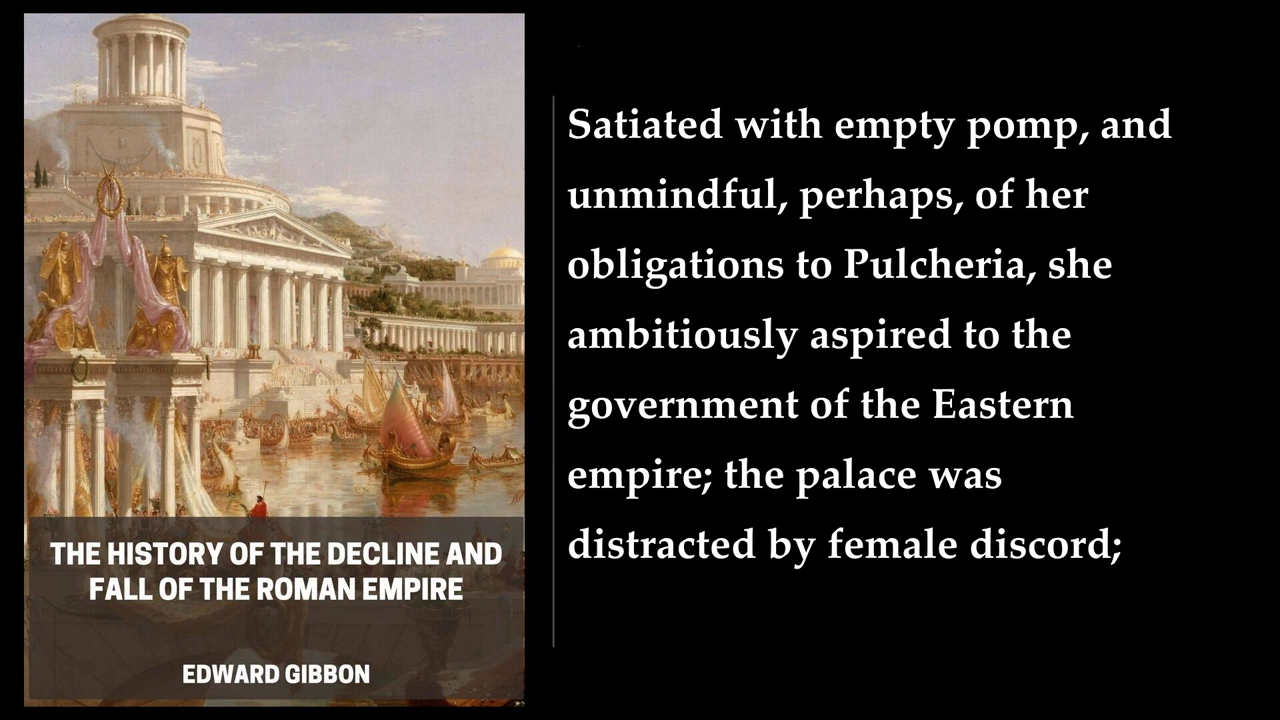 THE HISTORY OF THE DECLINE AND
FALL OF THE ROMAN EMPIRE
EDWARD GIBBON
Satiated with empty pomp, and
unmindful, perhaps, of her
obligations to Pulcheria, she
ambitiously aspired to the
government of the Eastern
empire; the palace was
distracted by female discord;